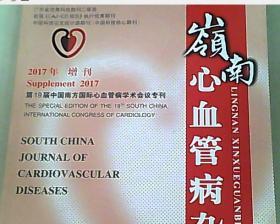 2017年 增刊
Supplement 2017
第19届中国南方国际心血管病学术会议专刊
THE SPECIAL EDITION OF THE 19TH SOUTH CHINA
INTERNATIONAL CONGRESS OF CARDIOLOGY
SOUTH CHINA
JOURNAL OF
CARDIOVASCULAR
DISEASES
嶺南
心血管病杂
LINGNAN XINXUEGUANB